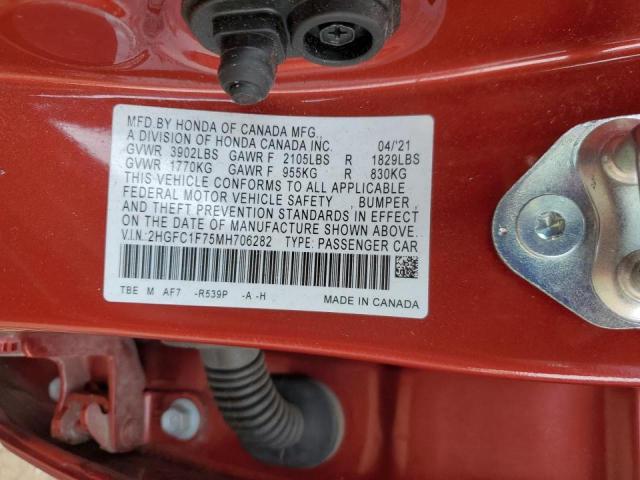 MFD.BY HONDA OF CANADA MFG.,
A DIVISION OF HONDA CANADA INC. 04/'21
GVWR 3902LBS GAWR F 2105LBS R 1829LBS
GVWR 1770KG GAWR F 955KG R 830KG
THIS VEHICLE CONFORMS TO ALL APPLICABLE
FEDERAL MOTOR VEHICLE SAFETY , BUMPER,
AND THEFT PREVENTION STANDARDS IN EFFECT
ON THE DATE OF MANUFACTURE SHOWN ABOVE.
V.I.N.:2HGFC1F75MH706282 TYPE: PASSENGER CAR
TBE M AF7 -R539P -A -H MADE IN CANADA